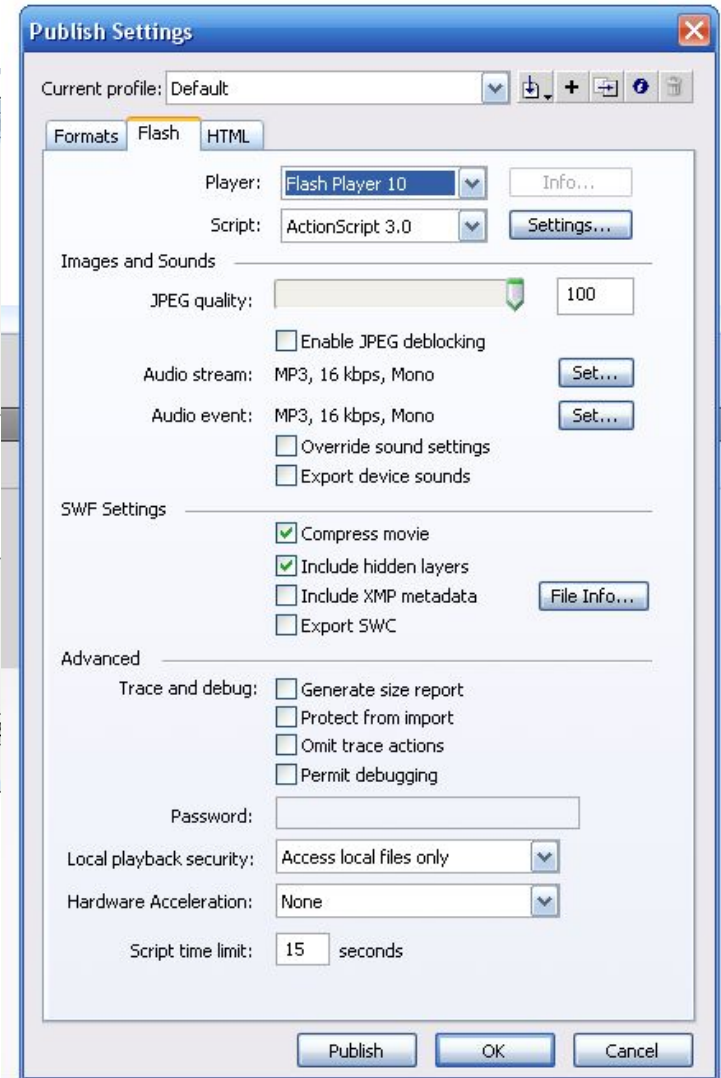 Publish Settings
Current profile: Default
Formats Flash HTML
Player: Flash Player 10 Info...
Script: ActionScript 3.0 Settings...
Images and Sounds
JPEG quality: 100
Enable JPEG deblocking
Audio stream: MP3, 16 kbps, Mono Set...
Audio event: MP3, 16 kbps, Mono Set...
Override sound settings
Export device sounds
SWF Settings
Compress movie
Include hidden layers
Include XMP metadata File Info...
Export SWC
Advanced
Trace and debug: Generate size report
Protect from import
Omit trace actions
Permit debugging
Password:
Local playback security: Access local files only
Hardware Acceleration: None
Script time limit: 15 seconds
Publish OK Cancel